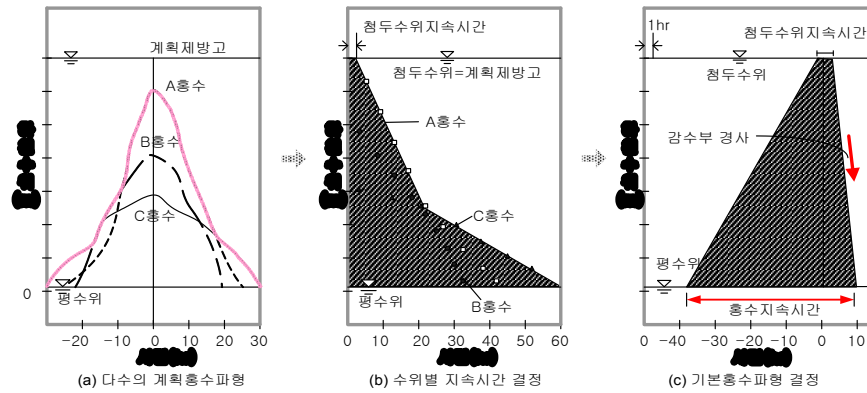 계획제방고
A홍수
B홍수
C홍수
평수위
0
-30 -20 -10 0 10 20 30
(a) 다수의 계획홍수파형
첨두수위지속시간
첨두수위=계획제방고
A홍수
C홍수
평수위
B홍수
0 10 20 30 40 50 60
(b) 수위별 지속시간 결정
1hr
첨두수위지속시간
첨두수위
감수부 경사
평수위
홍수지속시간
0 -40 -30 -20 -10 0 10
(c) 기본홍수파형 결정